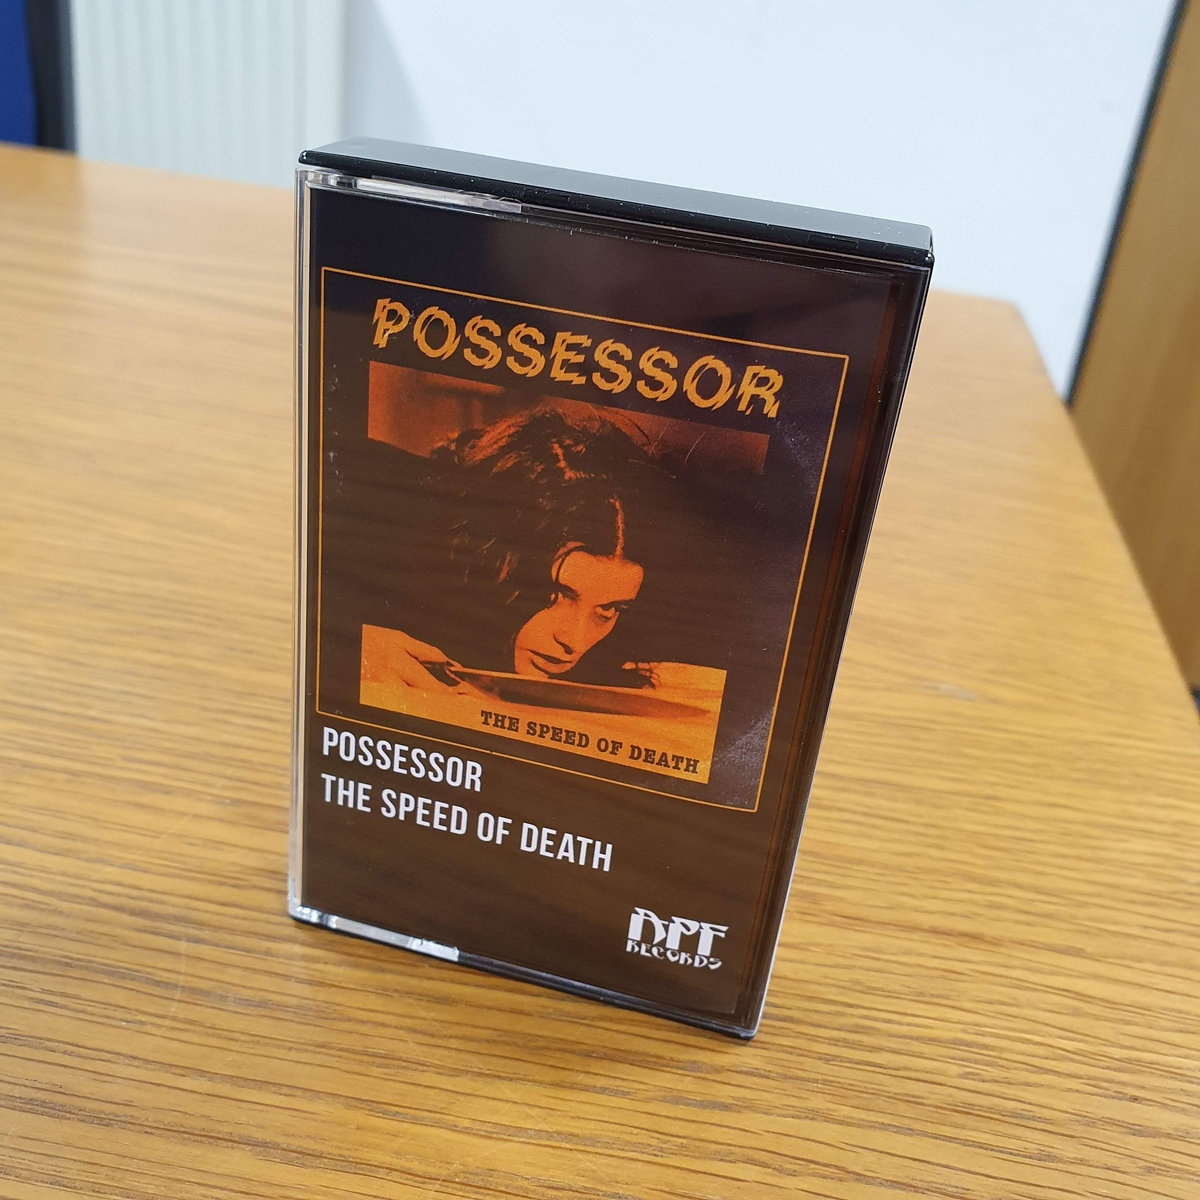 POSSESSOR
THE SPEED OF DEATH
POSSESSOR
THE SPEED OF DEATH
APF
RECORDS